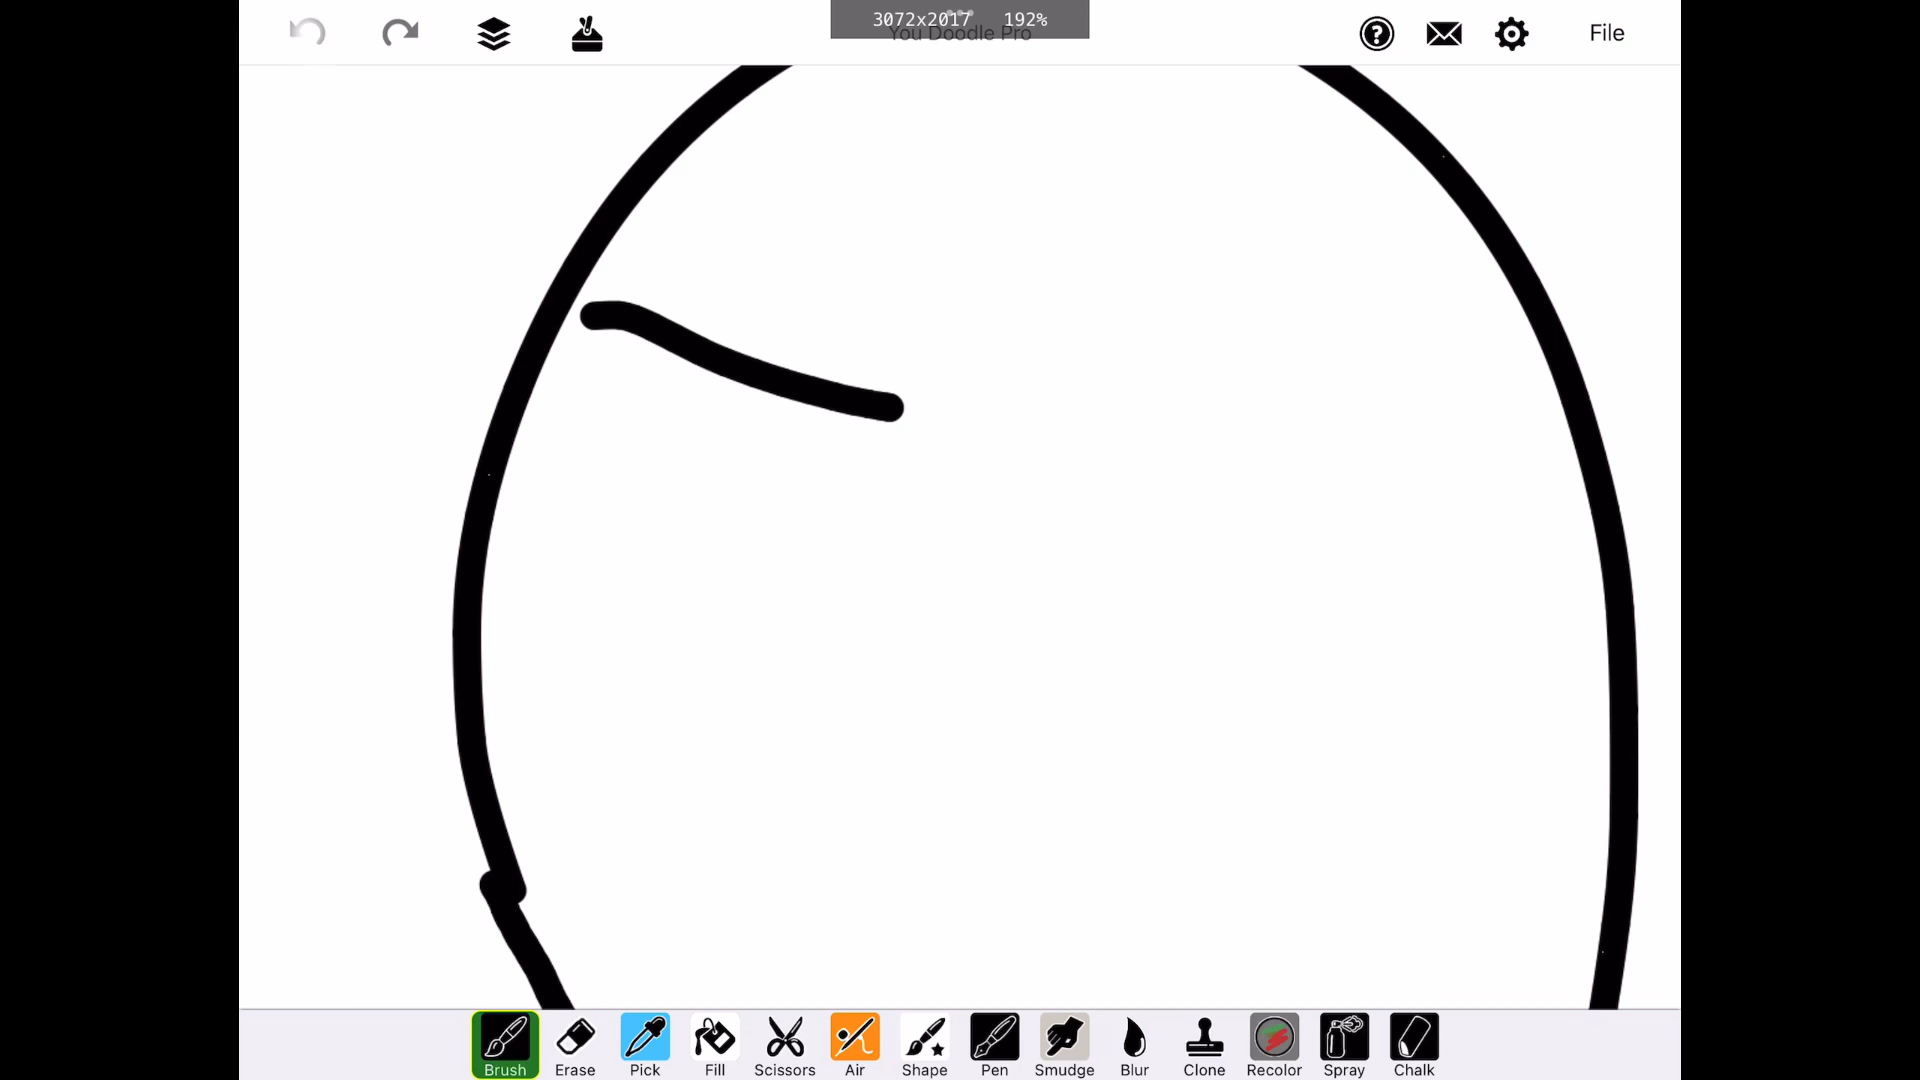 3072x2017 192%
You Doodle Pro
File
Brush Erase Pick Fill Scissors Air Shape Pen Smudge Blur Clone Recolor Spray Chalk